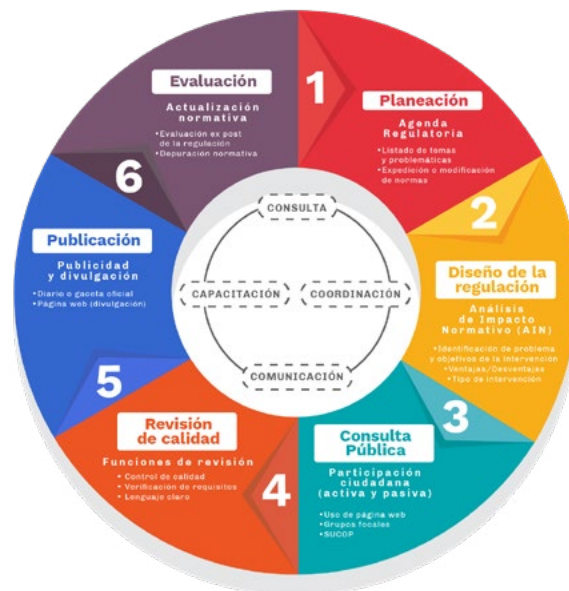 1
Planeación
Agenda
Regulatoria
•Listado de temas
y problemáticas
•Expedición o modificación
de normas
2
Diseño de la
regulación
Análisis
de Impacto
Normativo (AIN)
•Identificación de problema
y objetivos de la intervención
•Ventajas/Desventajas
•Tipo de intervención
3
Consulta
Pública
Participación
ciudadana
(activa y pasiva)
•Uso de página web
•Grupos focales
•SUCOP
4
Revisión
de calidad
Funciones de revisión
•Control de calidad
•Verificación de requisitos
•Lenguaje claro
5
Publicación
Publicidad
y divulgación
•Diario o gaceta oficial
•Página web (divulgación)
6
Evaluación
Actualización
normativa
•Evaluación ex post
de la regulación
•Depuración normativa
CONSULTA
CAPACITACIÓN
COORDINACIÓN
COMUNICACIÓN